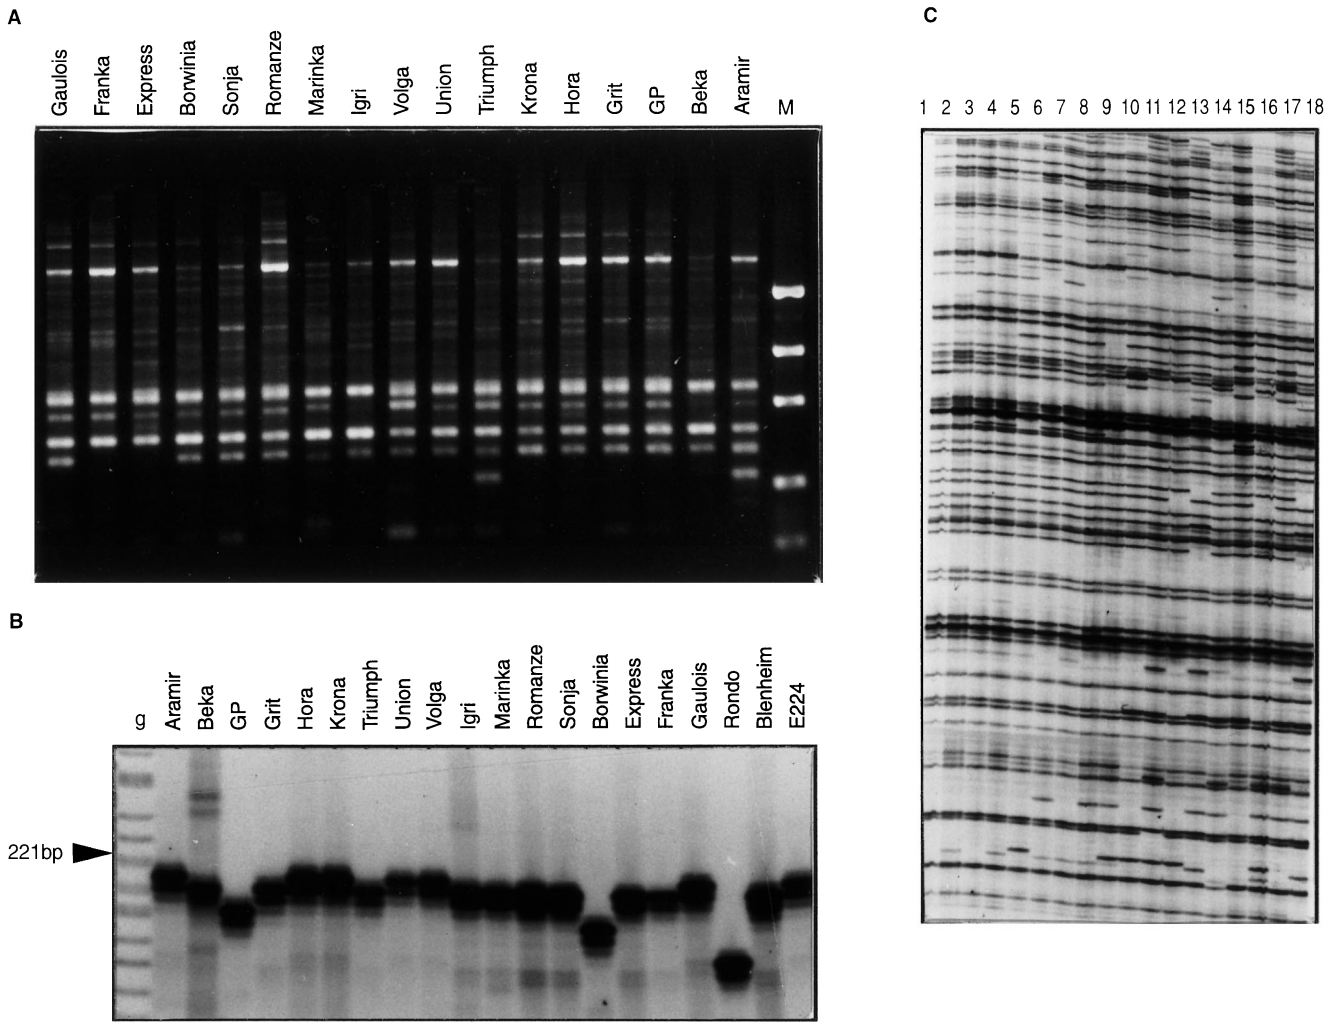 A
Gaulois Franka Express Borwinia Sonja Romanze Marinka Igri Volga Union Triumph Krona Hora Grit GP Beka Aramir M
C
1 2 3 4 5 6 7 8 9 10 11 12 13 14 15 16 17 18
B
g Aramir Beka GP Grit Hora Krona Triumph Union Volga Igri Marinka Romanze Sonja Borwinia Express Franka Gaulois Rondo Blenheim E224
221bp